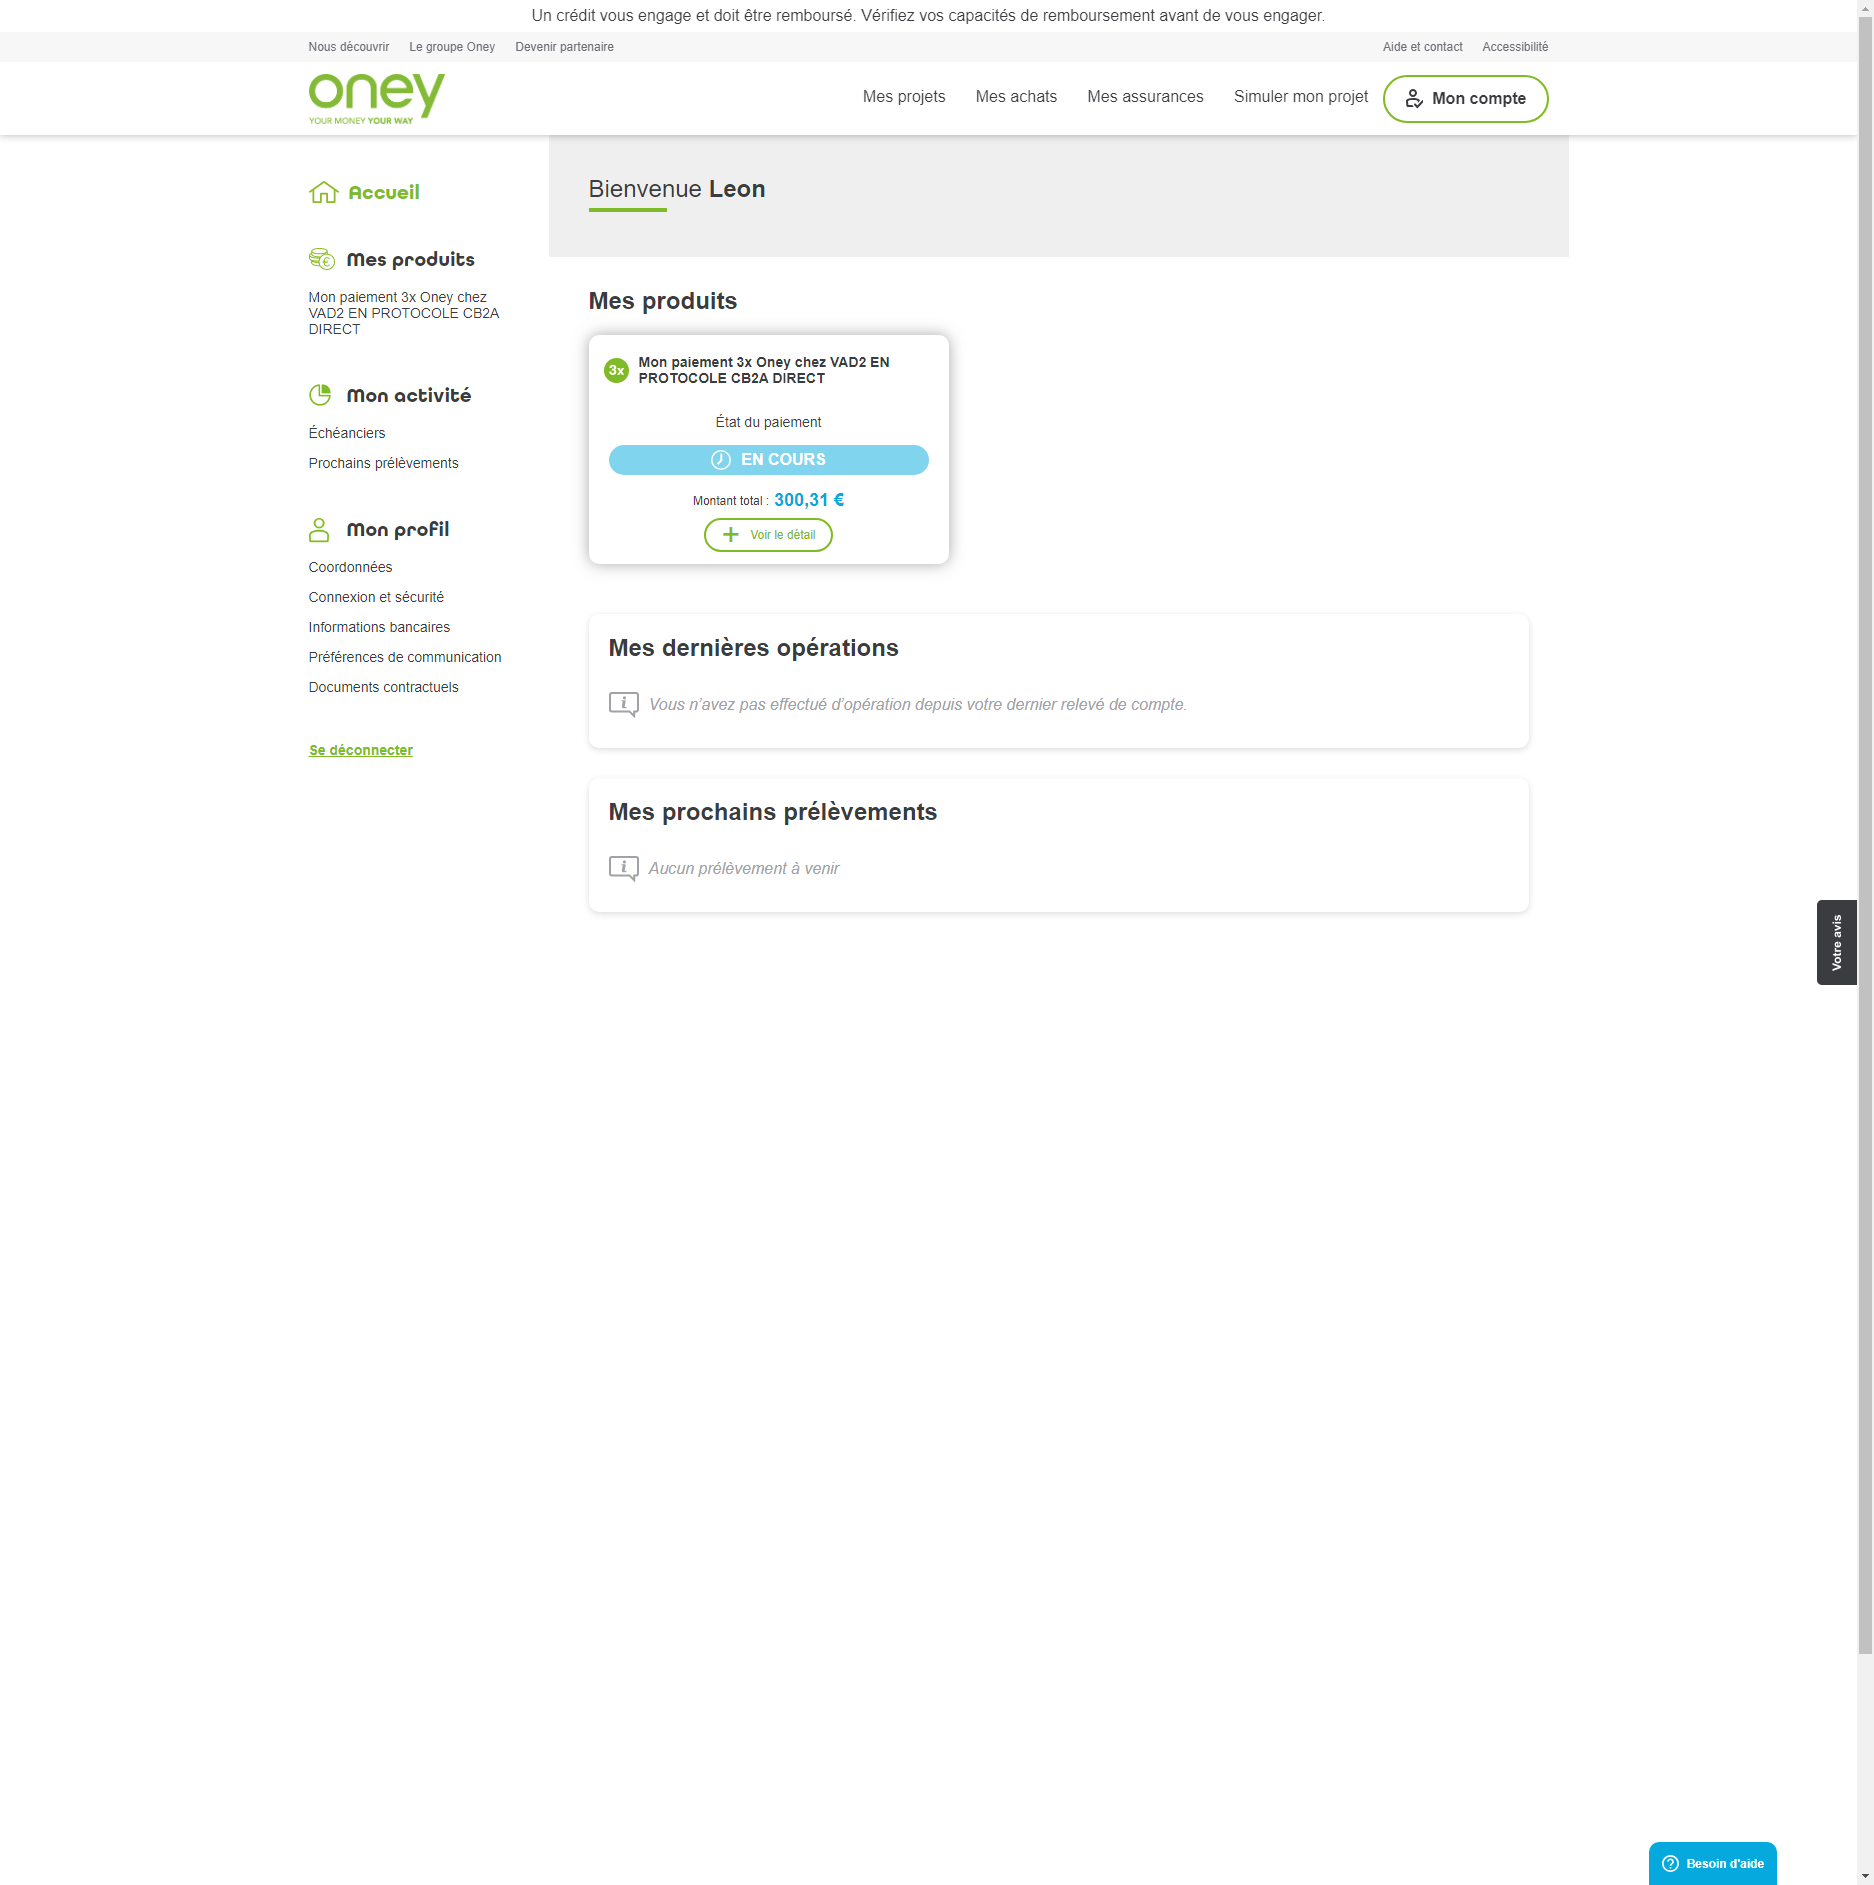 Un crédit vous engage et doit être remboursé. Vérifiez vos capacités de remboursement avant de vous engager.
Nous découvrir Le groupe Oney Devenir partenaire Aide et contact Accessibilité
oney
YOUR MONEY YOUR WAY
Mes projets Mes achats Mes assurances Simuler mon projet Mon compte
Accueil
Mes produits
Mon paiement 3x Oney chez
VAD2 EN PROTOCOLE CB2A
DIRECT
Mon activité
Échéanciers
Prochains prélèvements
Mon profil
Coordonnées
Connexion et sécurité
Informations bancaires
Préférences de communication
Documents contractuels
Se déconnecter
Bienvenue Leon
Mes produits
3x
Mon paiement 3x Oney chez VAD2 EN
PROTOCOLE CB2A DIRECT
État du paiement
EN COURS
Montant total : 300,31 €
Voir le détail
Mes dernières opérations
Vous n’avez pas effectué d’opération depuis votre dernier relevé de compte.
Mes prochains prélèvements
Aucun prélèvement à venir
Votre avis
Besoin d'aide